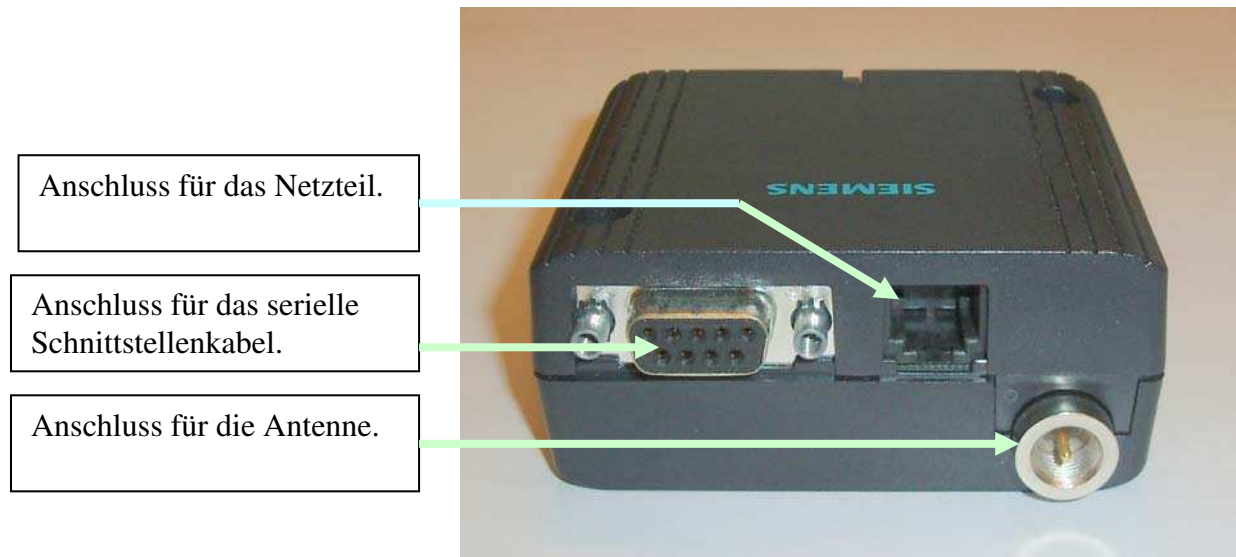 Anschluss für das Netzteil.
SIEMENS
Anschluss für das serielle
Schnittstellenkabel.
Anschluss für die Antenne.